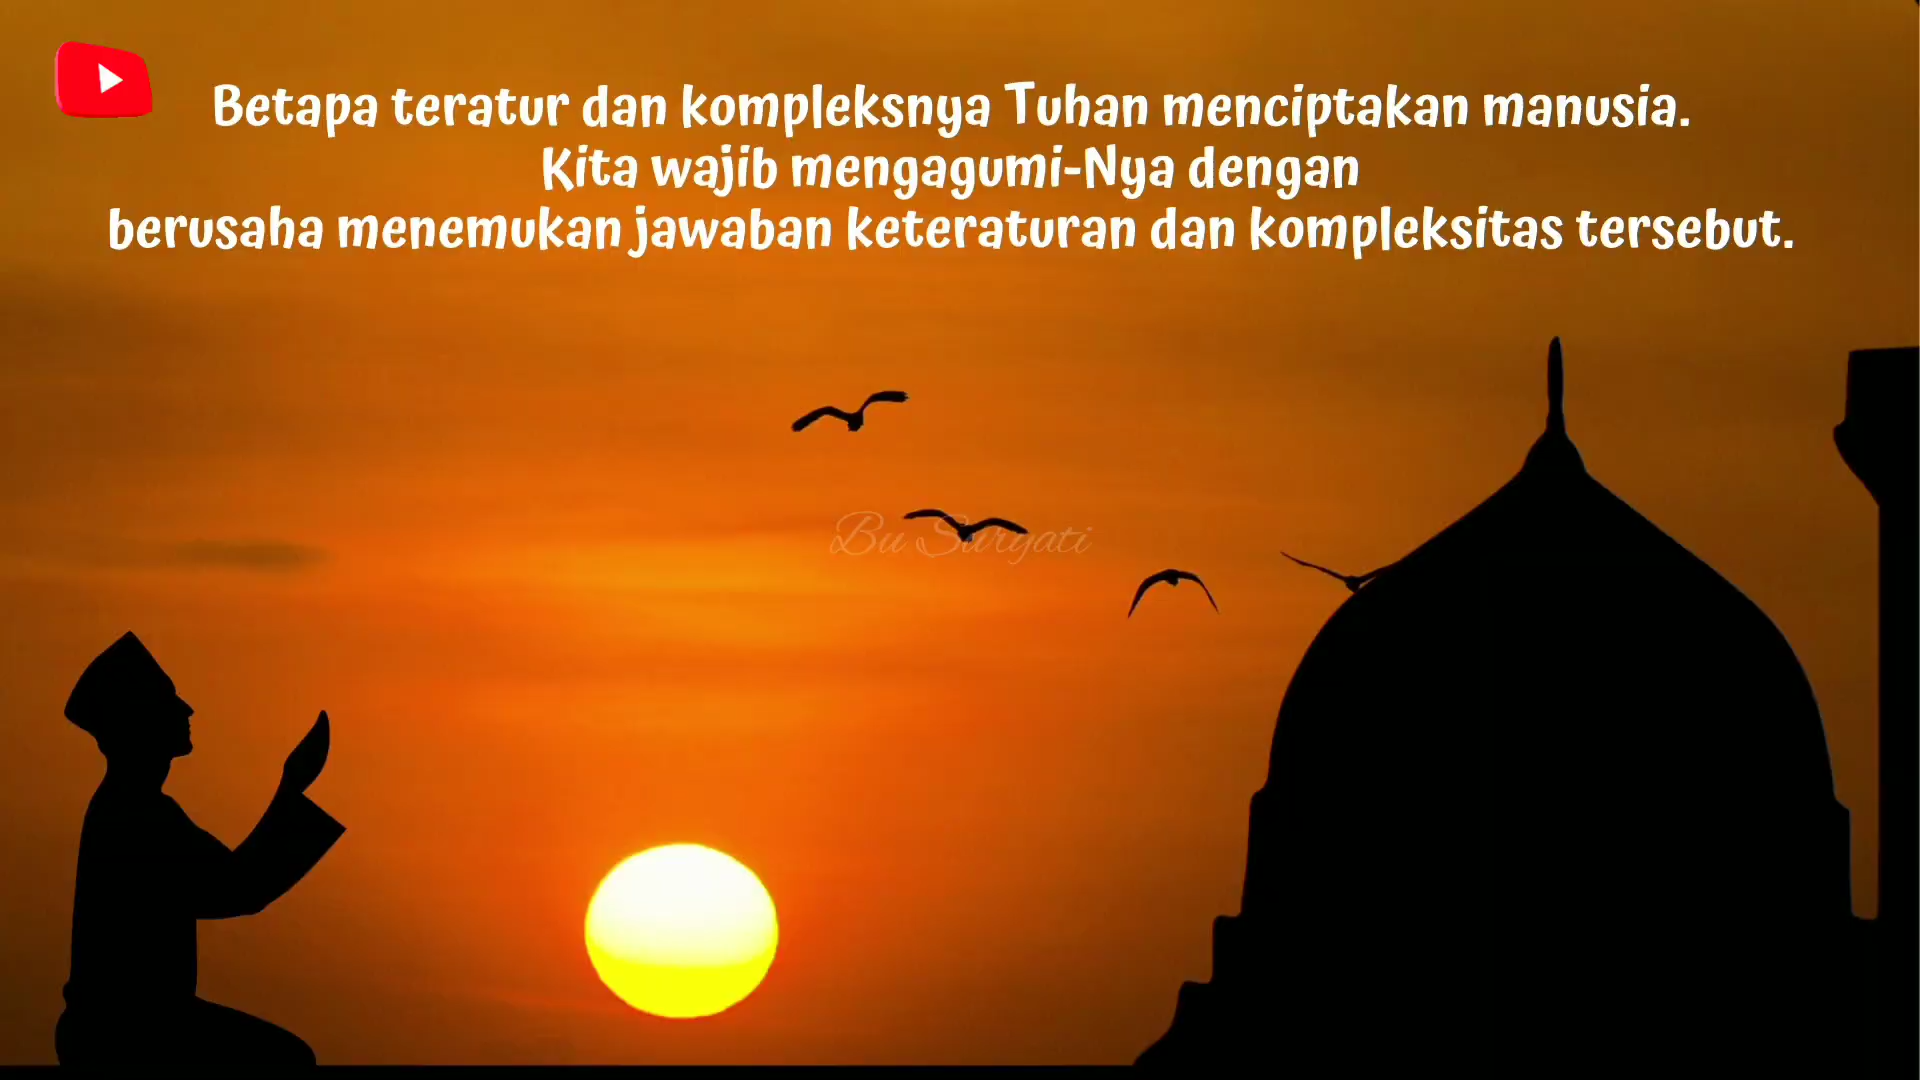 Betapa teratur dan kompleksnya Tuhan menciptakan manusia.
Kita wajib mengagumi-Nya dengan
berusaha menemukan jawaban keteraturan dan kompleksitas tersebut.
Bu Suryati